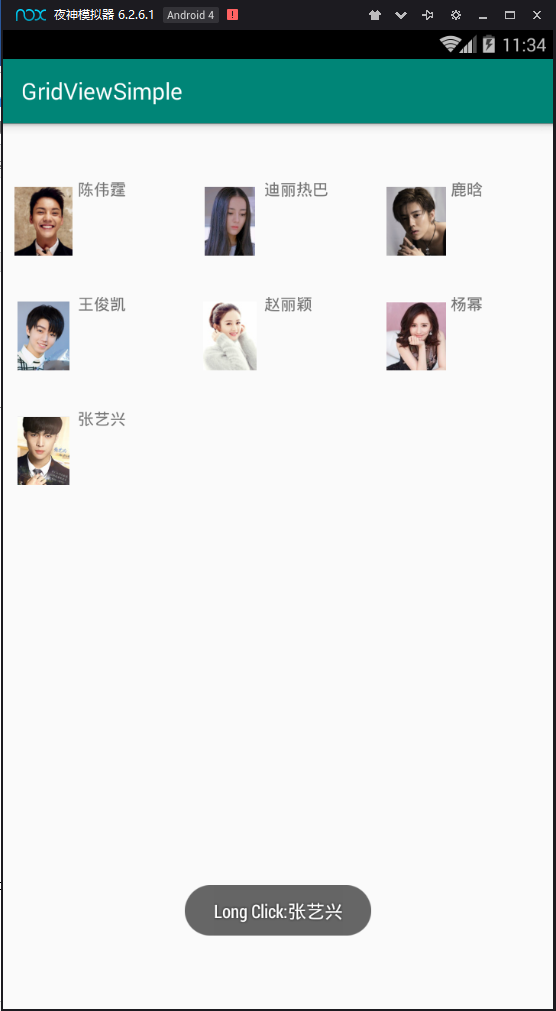 nox 夜神模拟器 6.2.6.1 Android 4
11:34
GridViewSimple
陈伟霆 迪丽热巴 鹿晗
王俊凯 赵丽颖 杨幂
张艺兴
Long Click:张艺兴